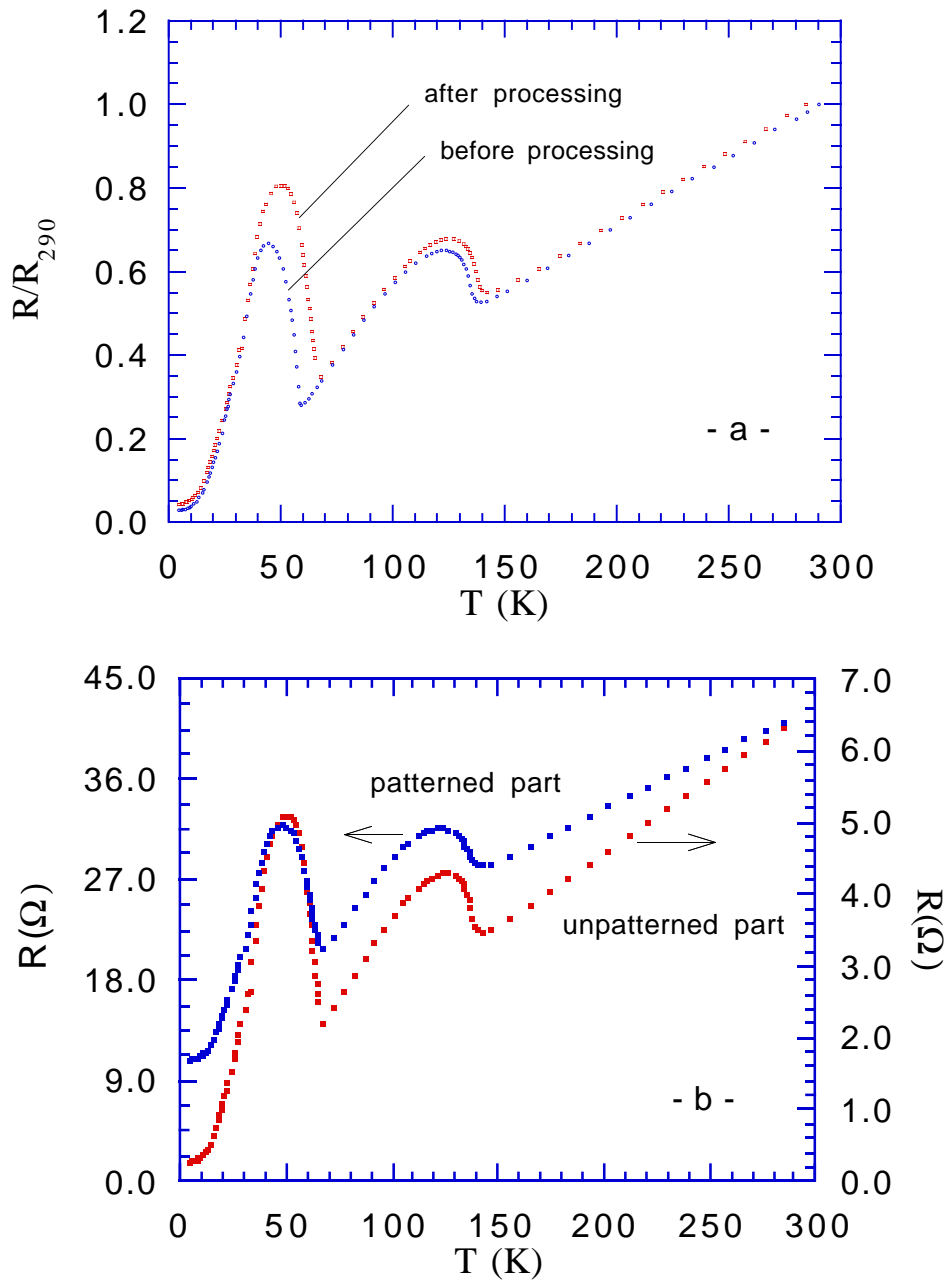 1.2
1.0
0.8
0.6
0.4
0.2
0.0
R/R290
after processing
before processing
- a -
0 50 100 150 200 250 300
T (K)
45.0
36.0
27.0
18.0
9.0
0.0
R(Ω)
7.0
6.0
5.0
4.0
3.0
2.0
1.0
0.0
R(Ω)
patterned part
unpatterned part
- b -
0 50 100 150 200 250 300
T (K)